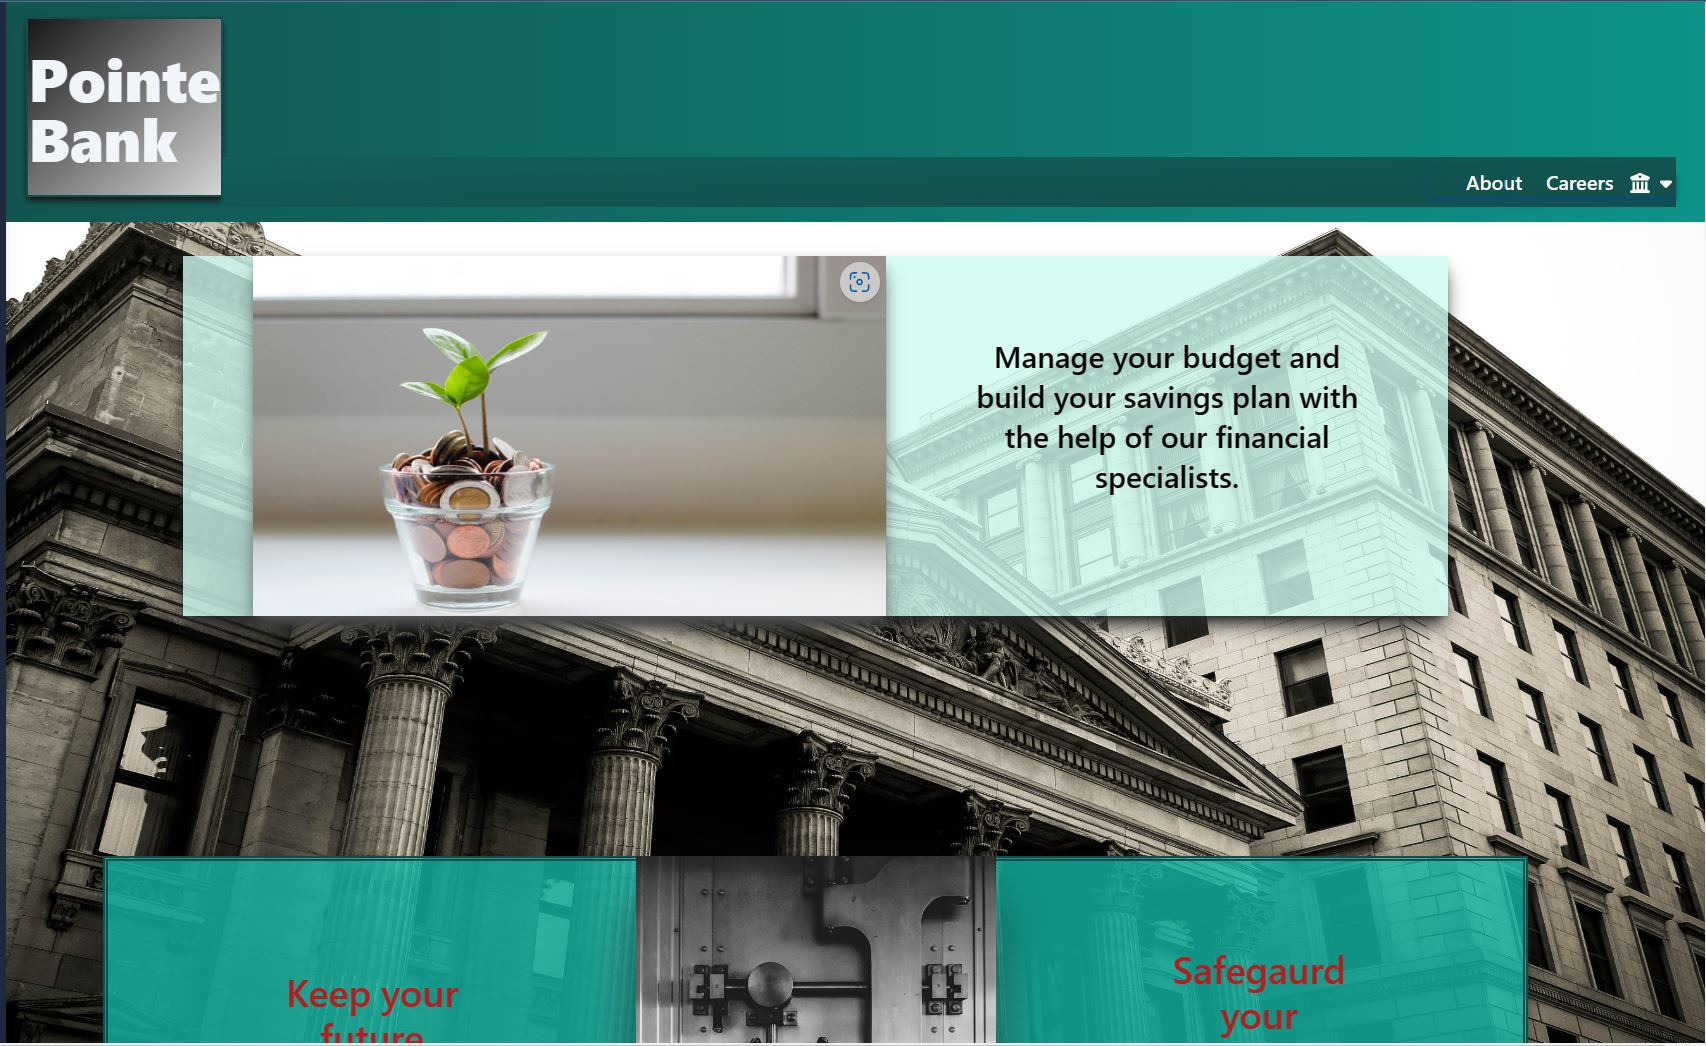 Pointe
Bank
About
Careers
Manage your budget and
build your savings plan with
the help of our financial
specialists.
Keep your
future
Safegaurd
your